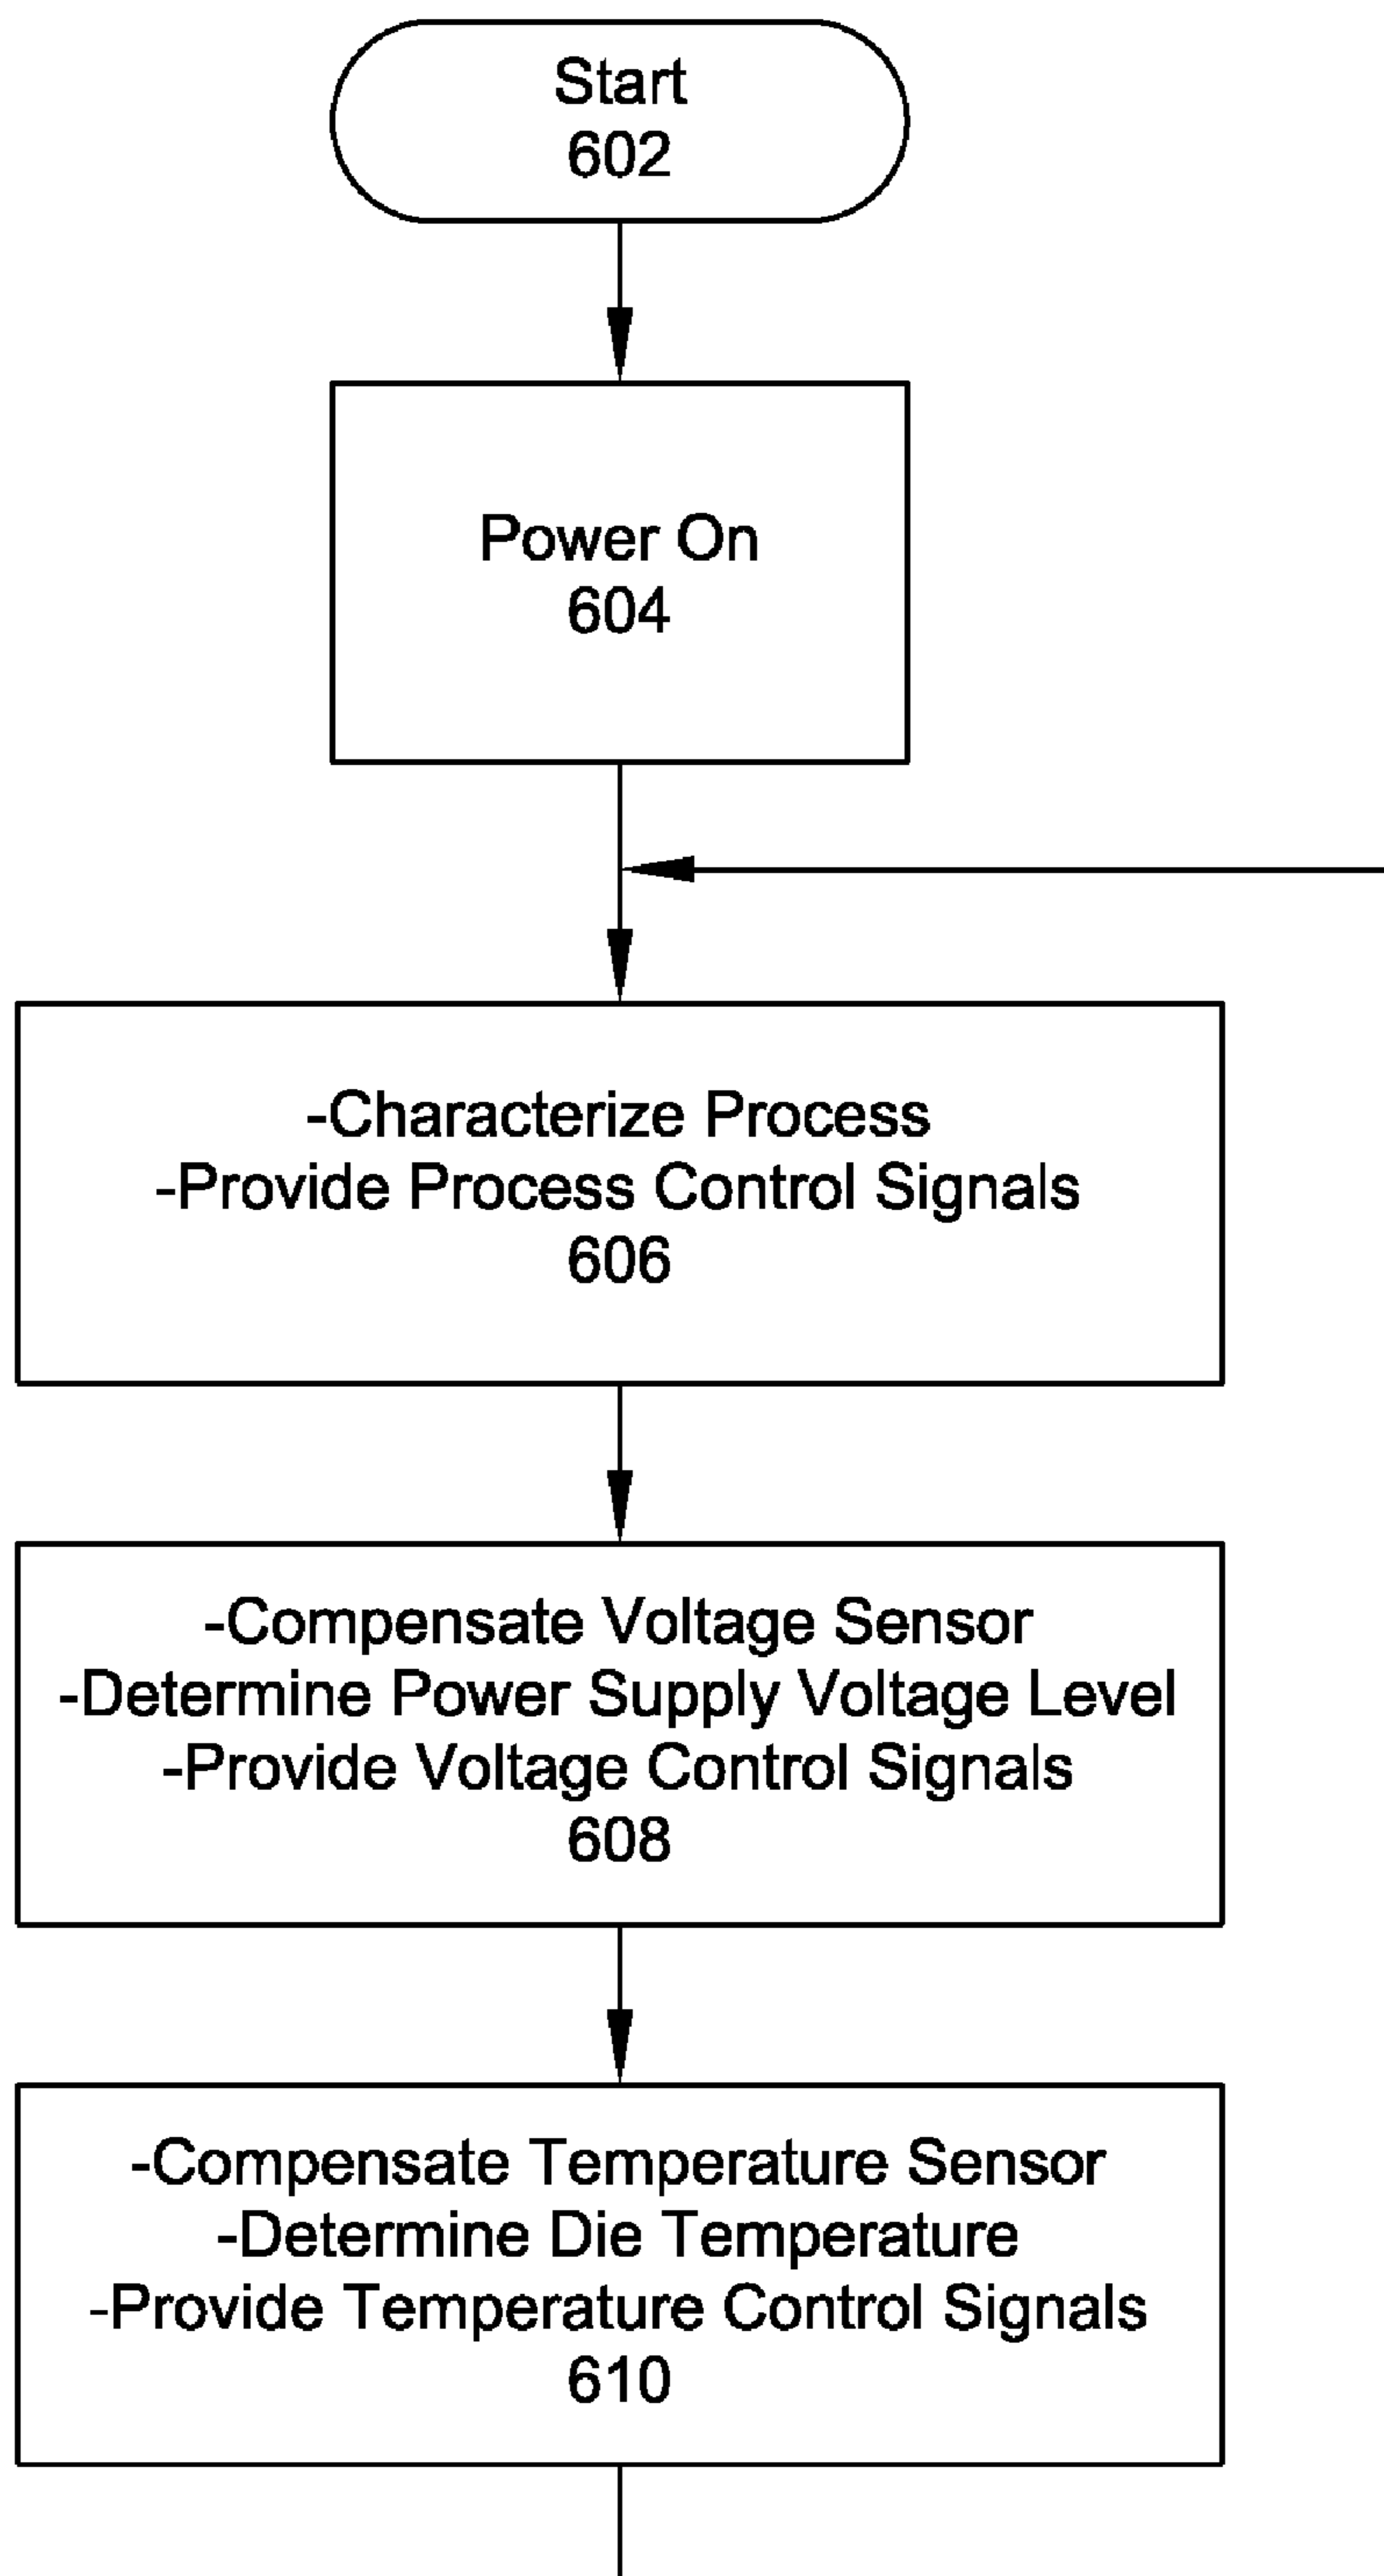 Start
602
Power On
604
-Characterize Process
-Provide Process Control Signals
606
-Compensate Voltage Sensor
-Determine Power Supply Voltage Level
-Provide Voltage Control Signals
608
-Compensate Temperature Sensor
-Determine Die Temperature
-Provide Temperature Control Signals
610